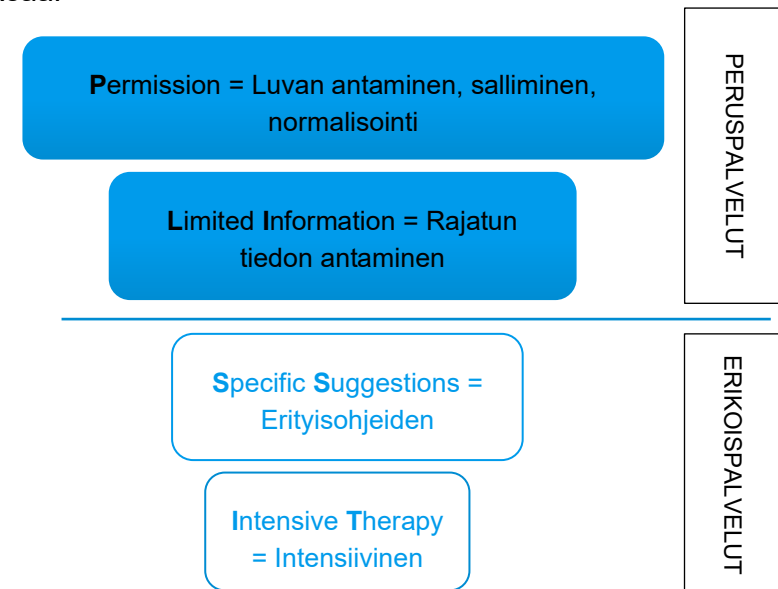 Permission = Luvan antaminen, salliminen,
normalisointi
PERUSPALVELUT
Limited Information = Rajatun
tiedon antaminen
Specific Suggestions =
Erityisohjeiden
ERIKOISPALVELUT
Intensive Therapy
= Intensiivinen